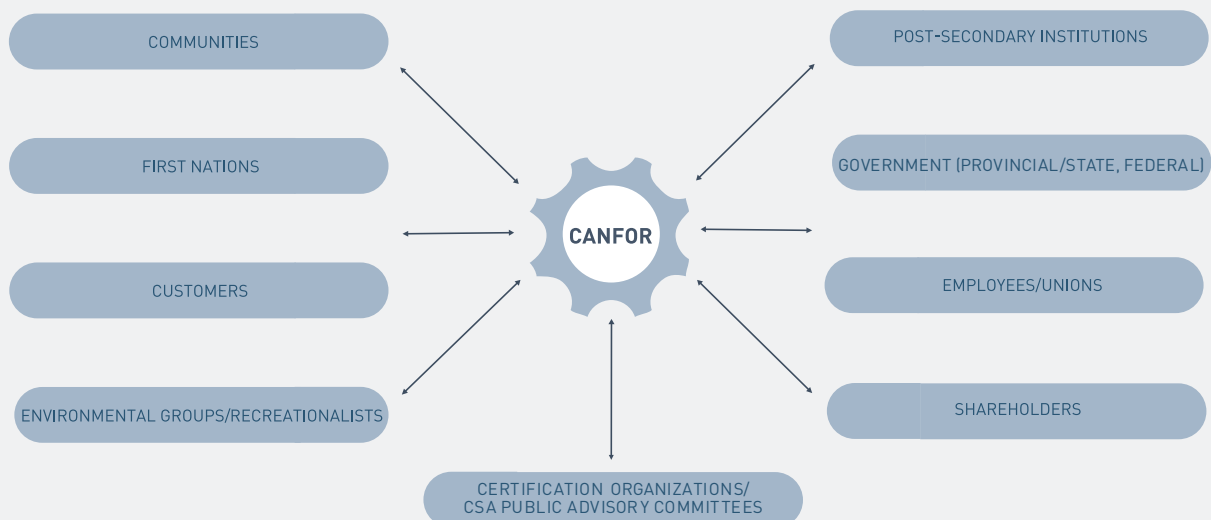 COMMUNITIES
POST-SECONDARY INSTITUTIONS
FIRST NATIONS
GOVERNMENT (PROVINCIAL/STATE, FEDERAL)
CANFOR
CUSTOMERS
EMPLOYEES/UNIONS
ENVIRONMENTAL GROUPS/RECREATIONALISTS
SHAREHOLDERS
CERTIFICATION ORGANIZATIONS/
CSA PUBLIC ADVISORY COMMITTEES